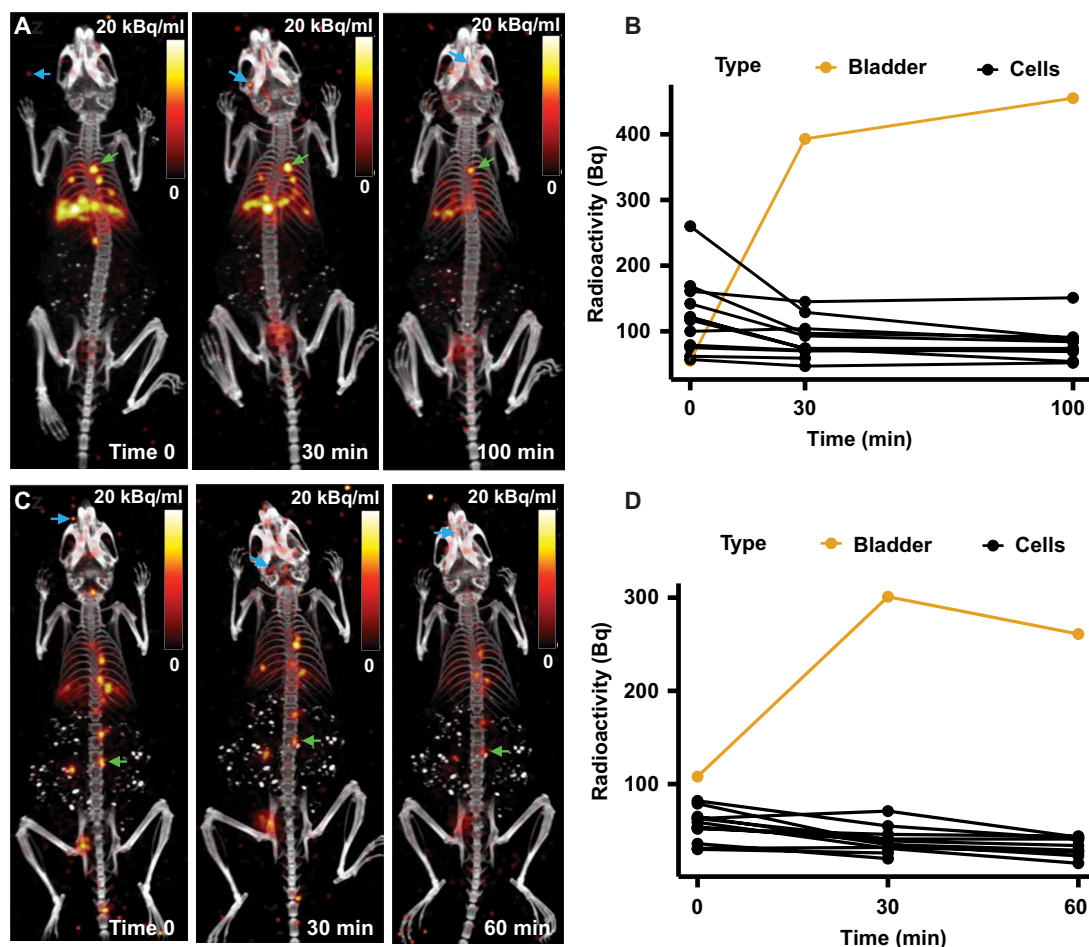 A
z
20 kBq/ml
0
Time 0
20 kBq/ml
0
30 min
20 kBq/ml
0
100 min
B
Type
Bladder
Cells
Radioactivity (Bq)
400
300
200
100
0
30
100
Time (min)
C
z
20 kBq/ml
0
Time 0
20 kBq/ml
0
30 min
20 kBq/ml
0
60 min
D
Type
Bladder
Cells
Radioactivity (Bq)
300
200
100
0
30
60
Time (min)